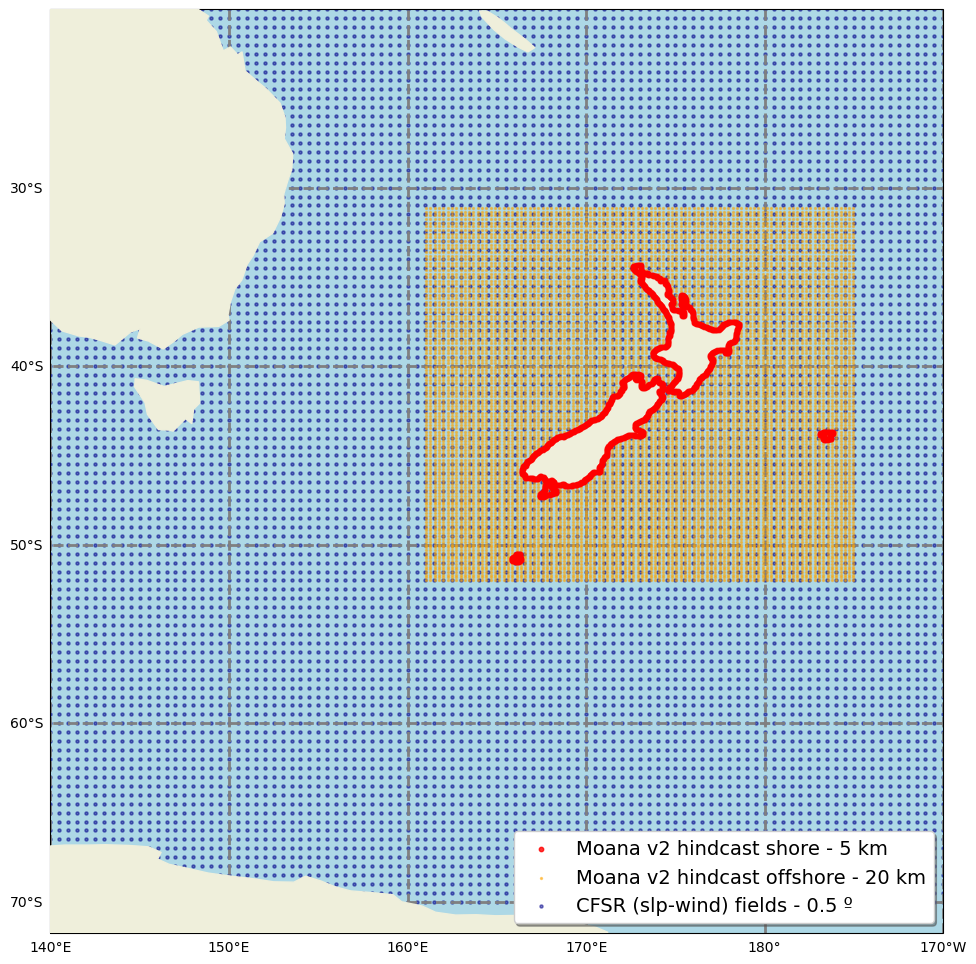 30°S
40°S
50°S
60°S
70°S
Moana v2 hindcast shore - 5 km
Moana v2 hindcast offshore - 20 km
CFSR (slp-wind) fields - 0.5 º
140°E 150°E 160°E 170°E 180° 170°W